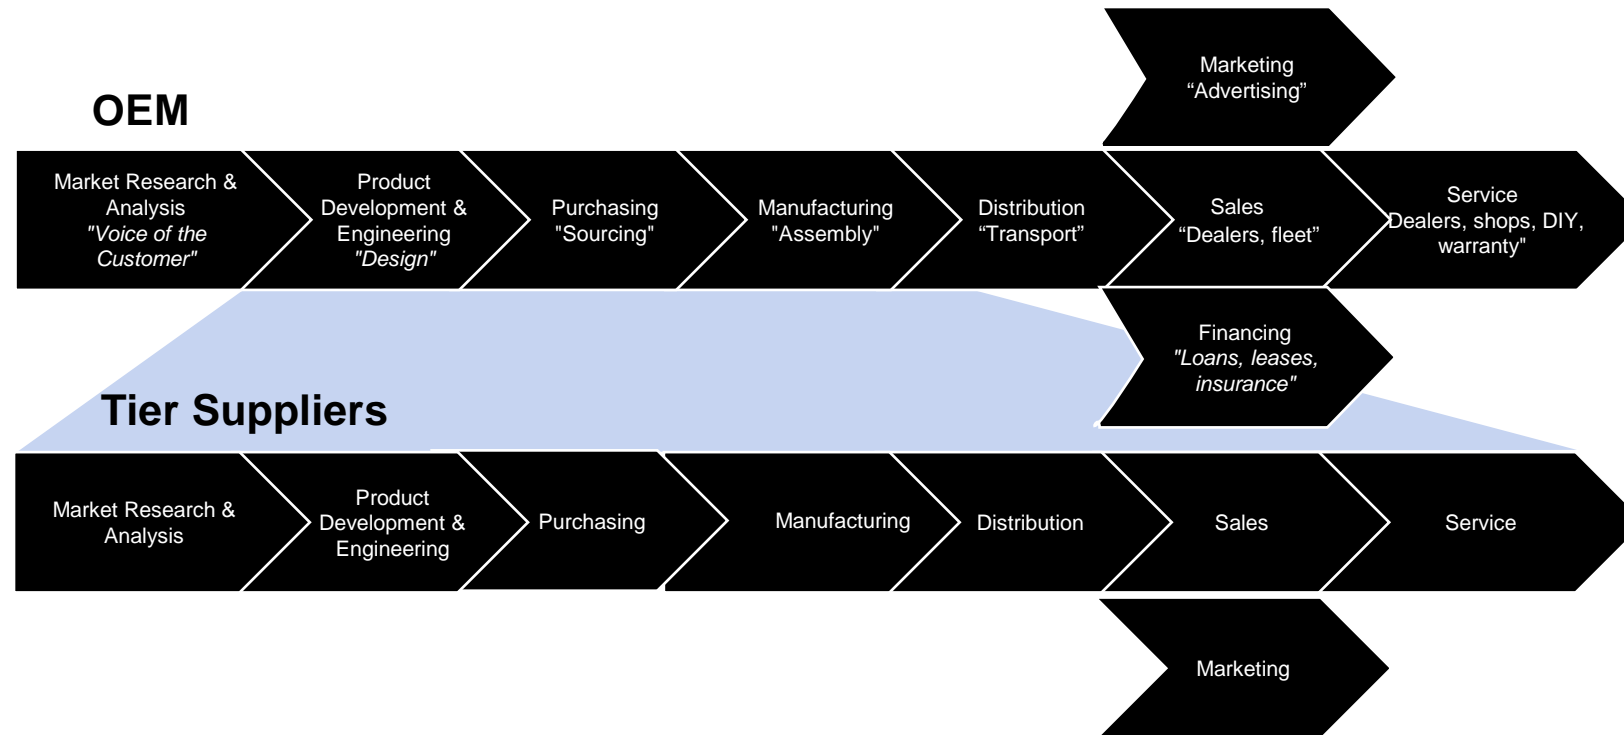 Marketing
“Advertising”
OEM
Market Research &
Analysis
"Voice of the
Customer"
Product
Development &
Engineering
"Design"
Purchasing
"Sourcing"
Manufacturing
"Assembly"
Distribution
“Transport”
Sales
“Dealers, fleet”
Service
Dealers, shops, DIY,
warranty"
Financing
"Loans, leases,
insurance"
Tier Suppliers
Market Research &
Analysis
Product
Development &
Engineering
Purchasing
Manufacturing
Distribution
Sales
Service
Marketing